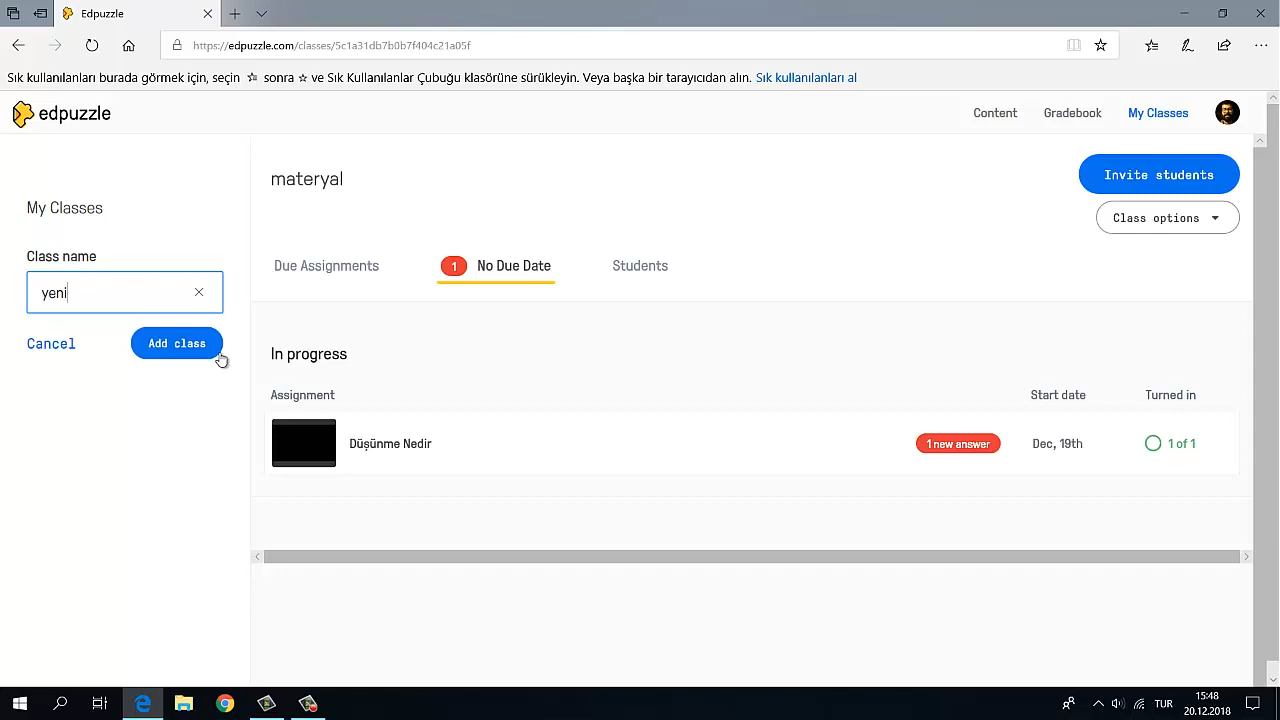 Edpuzzle
https://edpuzzle.com/classes/5c1a31db7b0b7f404c21a05f
Sık kullanılanları burada görmek için, seçin ☆ sonra ☆ ve Sık Kullanılanlar Çubuğu klasörüne sürükleyin. Veya başka bir tarayıcıdan alın. Sık kullanılanları al
edpuzzle
Content Gradebook My Classes
materyal
Invite students
Class options
My Classes
Class name
yeni
Cancel Add class
Due Assignments 1 No Due Date Students
In progress
Assignment Start date Turned in
Düşünme Nedir 1 new answer Dec, 19th 1 of 1
TUR
15:48
20.12.2018